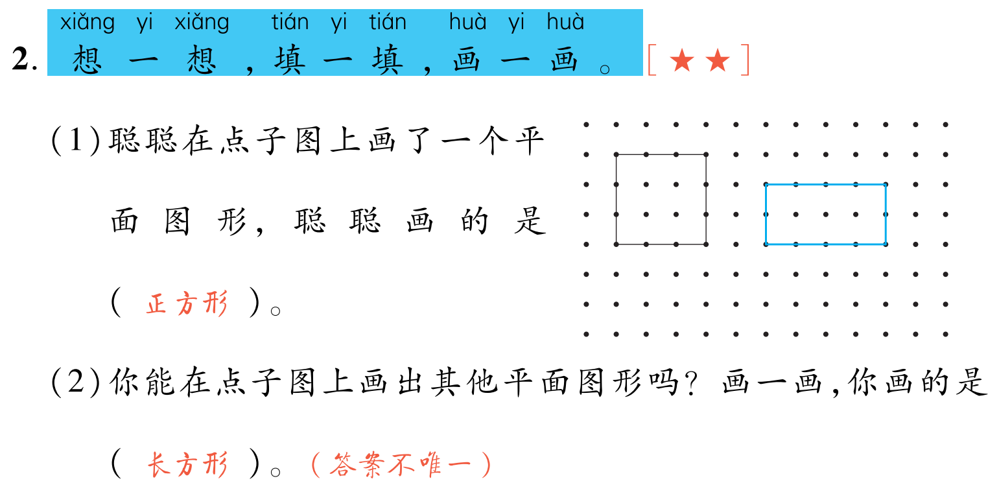 xiǎng yi xiǎng tián yi tián huà yi huà
2. 想一想,填一填,画一画。[★★]
(1)聪聪在点子图上画了一个平
面图形,聪聪画的是
(正方形)。
(2)你能在点子图上画出其他平面图形吗?画一画,你画的是
(长方形)。(答案不唯一)